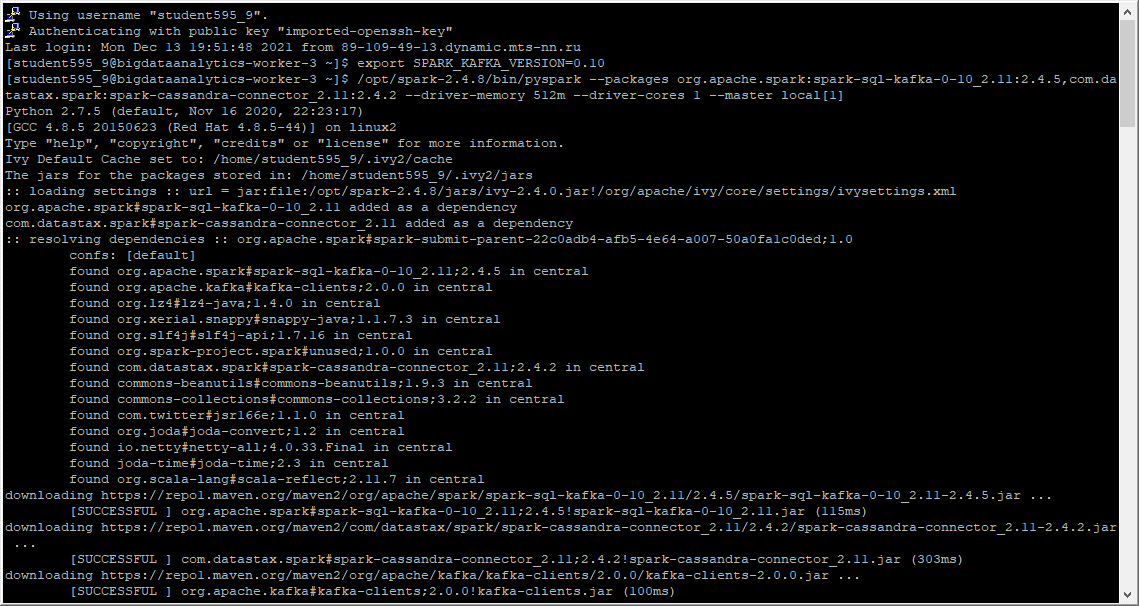 Using username "student595_9".
Authenticating with public key "imported-openssh-key"
Last login: Mon Dec 13 19:51:48 2021 from 89-109-49-13.dynamic.mts-nn.ru
[student595_9@bigdataanalytics-worker-3 ~]$ export SPARK_KAFKA_VERSION=0.10
[student595_9@bigdataanalytics-worker-3 ~]$ /opt/spark-2.4.8/bin/pyspark --packages org.apache.spark:spark-sql-kafka-0-10_2.11:2.4.5,com.da
tastax.spark:spark-cassandra-connector_2.11:2.4.2 --driver-memory 512m --driver-cores 1 --master local[1]
Python 2.7.5 (default, Nov 16 2020, 22:23:17)
[GCC 4.8.5 20150623 (Red Hat 4.8.5-44)] on linux2
Type "help", "copyright", "credits" or "license" for more information.
Ivy Default Cache set to: /home/student595_9/.ivy2/cache
The jars for the packages stored in: /home/student595_9/.ivy2/jars
:: loading settings :: url = jar:file:/opt/spark-2.4.8/jars/ivy-2.4.0.jar!/org/apache/ivy/core/settings/ivysettings.xml
org.apache.spark#spark-sql-kafka-0-10_2.11 added as a dependency
com.datastax.spark#spark-cassandra-connector_2.11 added as a dependency
:: resolving dependencies :: org.apache.spark#spark-submit-parent-22c0adb4-afb5-4e64-a007-50a0fa1c0ded;1.0
confs: [default]
found org.apache.spark#spark-sql-kafka-0-10_2.11;2.4.5 in central
found org.apache.kafka#kafka-clients;2.0.0 in central
found org.lz4#lz4-java;1.4.0 in central
found org.xerial.snappy#snappy-java;1.1.7.3 in central
found org.slf4j#slf4j-api;1.7.16 in central
found org.spark-project.spark#unused;1.0.0 in central
found com.datastax.spark#spark-cassandra-connector_2.11;2.4.2 in central
found commons-beanutils#commons-beanutils;1.9.3 in central
found commons-collections#commons-collections;3.2.2 in central
found com.twitter#jsr166e;1.1.0 in central
found org.joda#joda-convert;1.2 in central
found io.netty#netty-all;4.0.33.Final in central
found joda-time#joda-time;2.3 in central
found org.scala-lang#scala-reflect;2.11.7 in central
downloading https://repo1.maven.org/maven2/org/apache/spark/spark-sql-kafka-0-10_2.11/2.4.5/spark-sql-kafka-0-10_2.11-2.4.5.jar ...
[SUCCESSFUL ] org.apache.spark#spark-sql-kafka-0-10_2.11;2.4.5!spark-sql-kafka-0-10_2.11.jar (115ms)
downloading https://repo1.maven.org/maven2/com/datastax/spark/spark-cassandra-connector_2.11/2.4.2/spark-cassandra-connector_2.11-2.4.2.jar
...
[SUCCESSFUL ] com.datastax.spark#spark-cassandra-connector_2.11;2.4.2!spark-cassandra-connector_2.11.jar (303ms)
downloading https://repo1.maven.org/maven2/org/apache/kafka/kafka-clients/2.0.0/kafka-clients-2.0.0.jar ...
[SUCCESSFUL ] org.apache.kafka#kafka-clients;2.0.0!kafka-clients.jar (100ms)